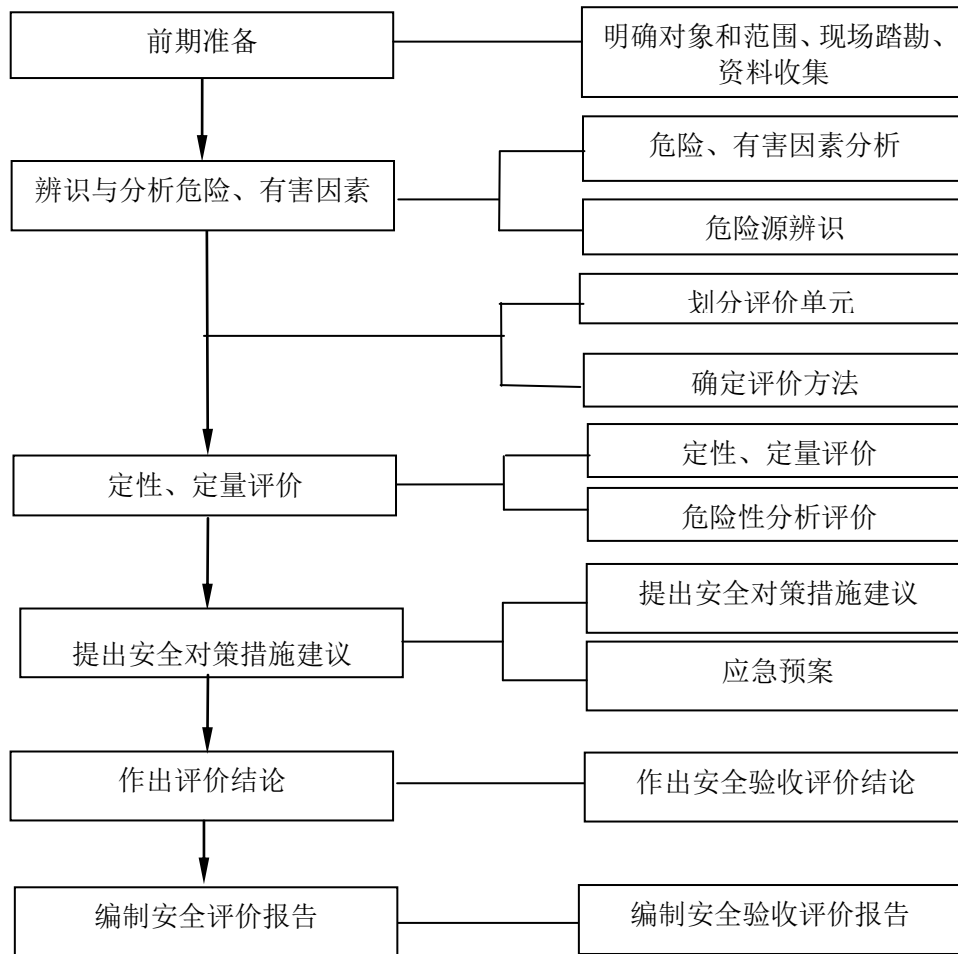 前期准备
明确对象和范围、现场踏勘、
资料收集
危险、有害因素分析
辨识与分析危险、有害因素
危险源辨识
划分评价单元
确定评价方法
定性、定量评价
定性、定量评价
危险性分析评价
提出安全对策措施建议
提出安全对策措施建议
应急预案
作出评价结论
作出安全验收评价结论
编制安全评价报告
编制安全验收评价报告